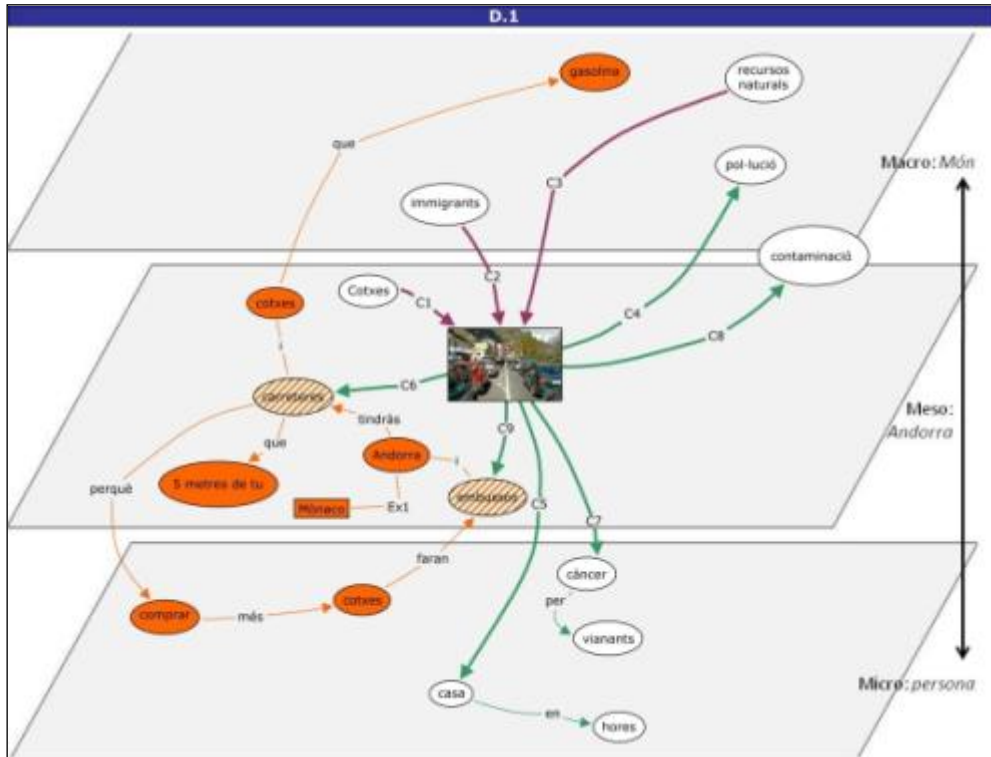 D.1
gasolina
recursos
naturals
que
C3
pol·lució
Macro: Món
immigrants
C2
contaminació
Cotxes
C1
cotxes
C4
C8
i
C6
carreteres
tindràs
C9
Meso:
Andorra
que
Andorra
i
5 metres de tu
perquè
embussos
Mònaco
Ex1
C5
C7
faran
càncer
cotxes
per
comprar
més
vianants
Micro: persona
casa
en
hores